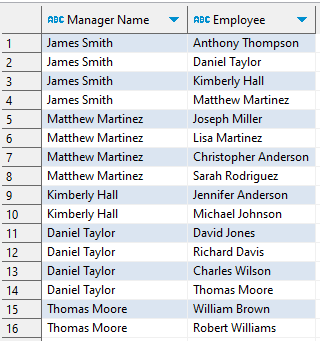 ABC Manager Name ABC Employee
1 James Smith Anthony Thompson
2 James Smith Daniel Taylor
3 James Smith Kimberly Hall
4 James Smith Matthew Martinez
5 Matthew Martinez Joseph Miller
6 Matthew Martinez Lisa Martinez
7 Matthew Martinez Christopher Anderson
8 Matthew Martinez Sarah Rodriguez
9 Kimberly Hall Jennifer Anderson
10 Kimberly Hall Michael Johnson
11 Daniel Taylor David Jones
12 Daniel Taylor Richard Davis
13 Daniel Taylor Charles Wilson
14 Daniel Taylor Thomas Moore
15 Thomas Moore William Brown
16 Thomas Moore Robert Williams